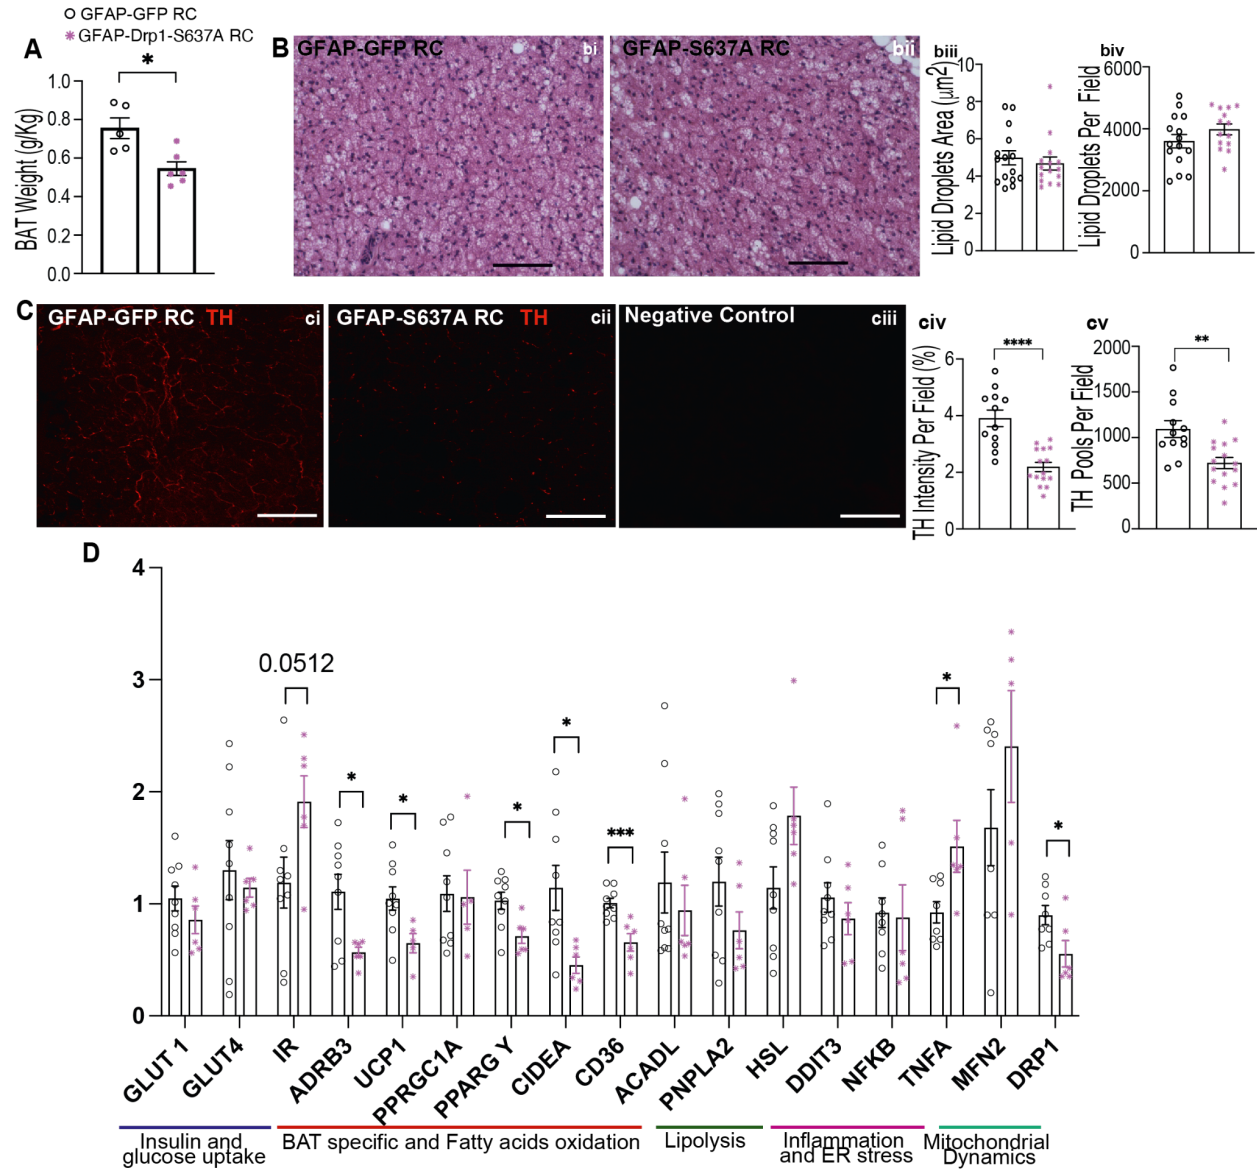 GFAP-GFP RC
GFAP-Drp1-S637A RC
A
BAT Weight (g/Kg)
1.0
0.8
0.6
0.4
0.2
0.0
*
B
GFAP-GFP RC
bi
GFAP-S637A RC
bii
biii
Lipid Droplets Area (µm2)
10
8
6
4
2
0
biv
Lipid Droplets Per Field
6000
4000
2000
0
C
GFAP-GFP RC TH
ci
GFAP-S637A RC TH
cii
Negative Control
ciii
civ
TH Intensity Per Field (%)
6
4
2
0
****
cv
TH Pools Per Field
2000
1500
1000
500
0
**
D
4
3
2
1
0
0.0512
*
*
*
*
***
*
*
GLUT 1
GLUT4
IR
ADRB3
UCP1
PPRGC1A
PPARG Y
CIDEA
CD36
ACADL
PNPLA2
HSL
DDIT3
NFKB
TNFA
MFN2
DRP1
Insulin and
glucose uptake
BAT specific and Fatty acids oxidation
Lipolysis
Inflammation
and ER stress
Mitochondrial
Dynamics